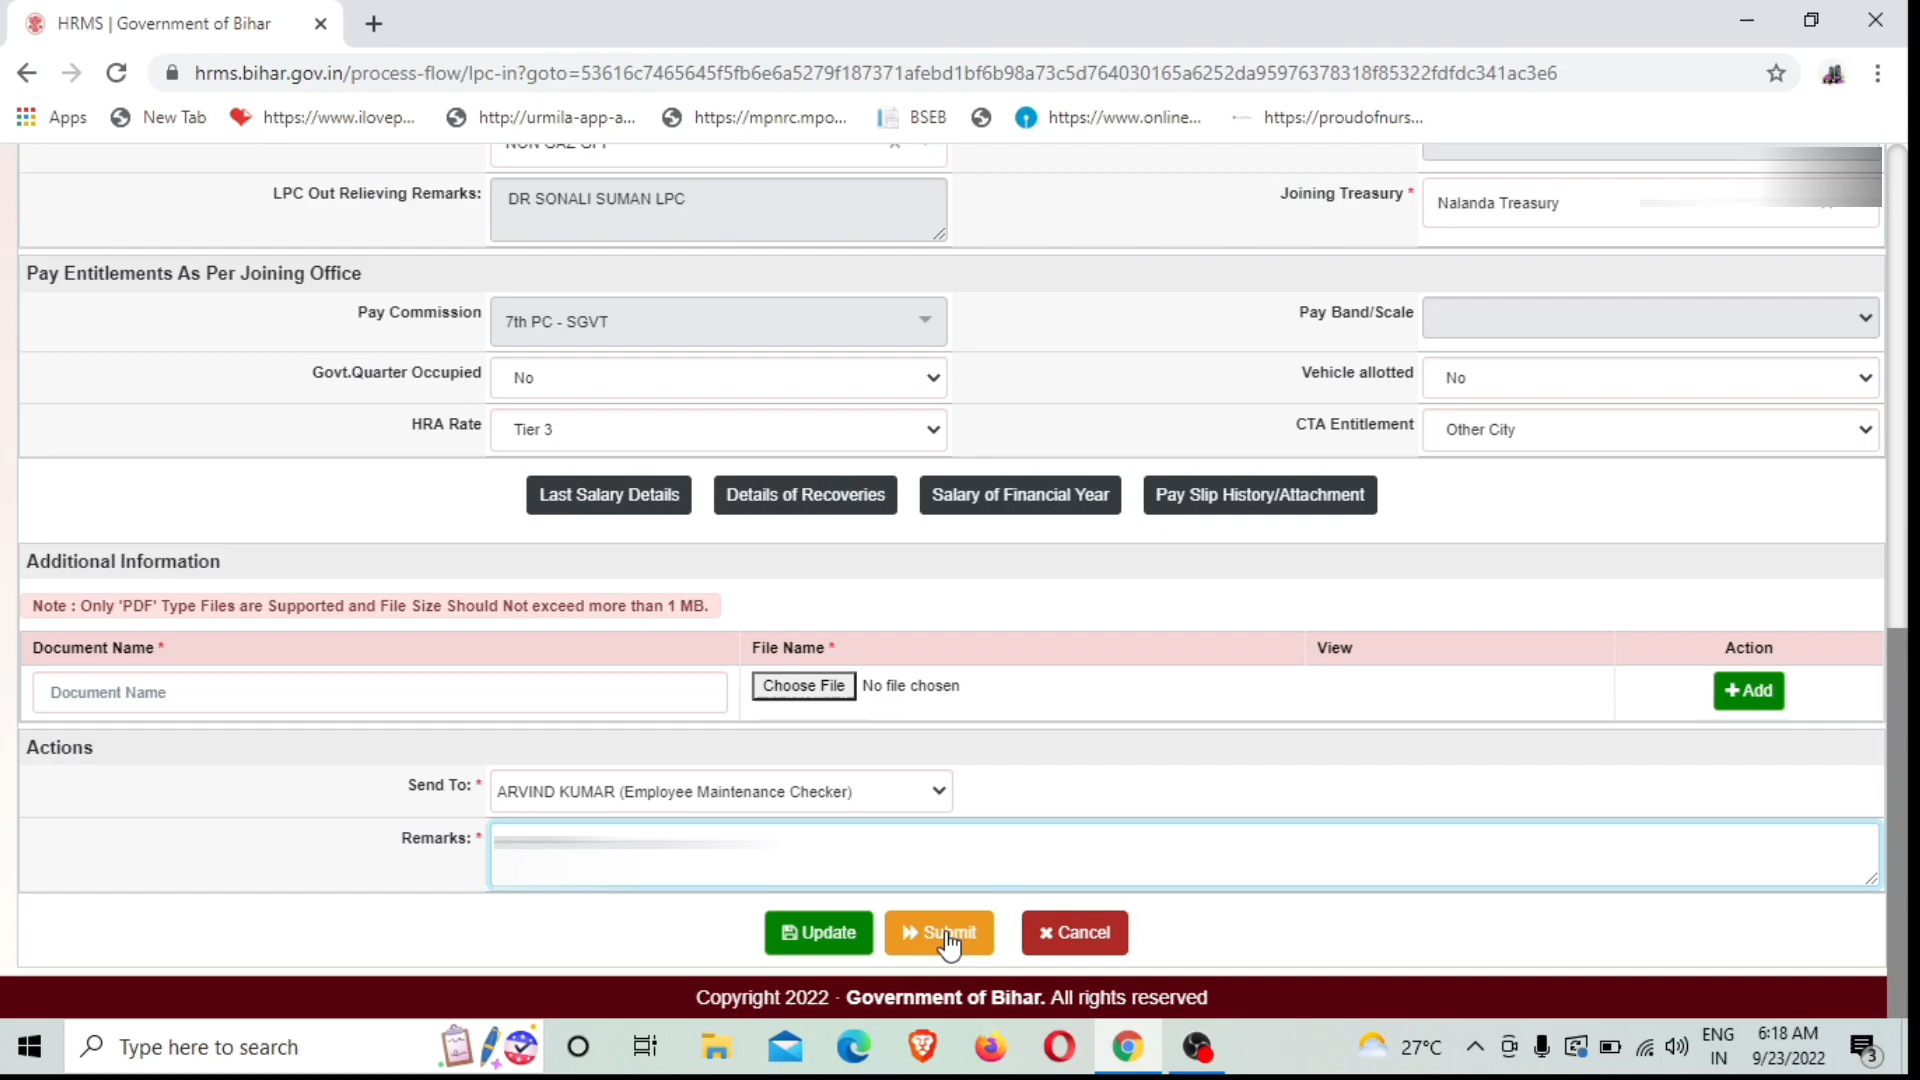 HRMS | Government of Bihar
hrms.bihar.gov.in/process-flow/lpc-in?goto=53616c7465645f5fb6e6a5279f187371afebd1bf6b98a73c5d764030165a6252da95976378318f85322fdfdc341ac3e6
Apps New Tab https://www.ilovep... http://urmila-app-a... https://mpnrc.mpo... BSEB https://www.online... https://proudofnurs...
LPC Out Relieving Remarks: DR SONALI SUMAN LPC Joining Treasury * Nalanda Treasury
Pay Entitlements As Per Joining Office
Pay Commission 7th PC - SGVT Pay Band/Scale
Govt.Quarter Occupied No Vehicle allotted No
HRA Rate Tier 3 CTA Entitlement Other City
Last Salary Details Details of Recoveries Salary of Financial Year Pay Slip History/Attachment
Additional Information
Note : Only 'PDF' Type Files are Supported and File Size Should Not exceed more than 1 MB.
Document Name * File Name * View Action
Document Name Choose File No file chosen +Add
Actions
Send To: * ARVIND KUMAR (Employee Maintenance Checker)
Remarks: *
Update Submit Cancel
Copyright 2022 · Government of Bihar. All rights reserved
Type here to search 27°C ENG 6:18 AM
IN 9/23/2022 3